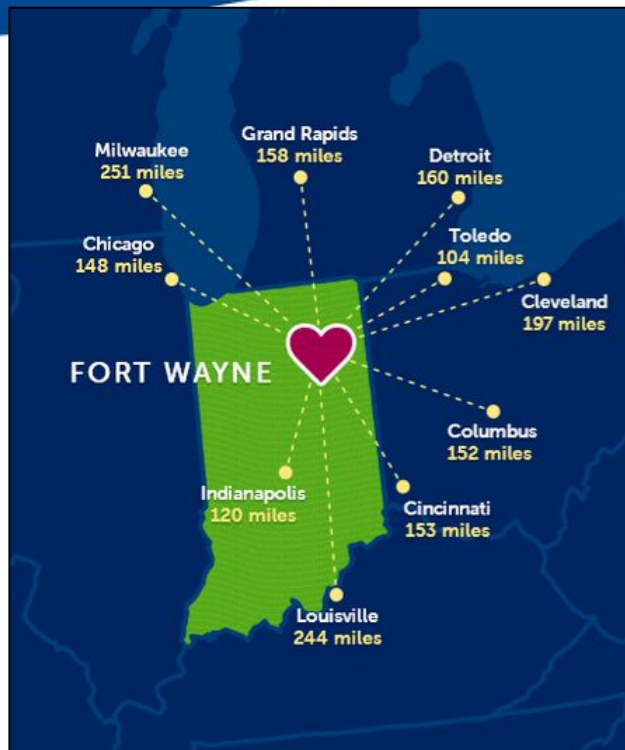 Grand Rapids
158 miles
Milwaukee
251 miles
Detroit
160 miles
Chicago
148 miles
Toledo
104 miles
Cleveland
197 miles
FORT WAYNE
Columbus
152 miles
Indianapolis
120 miles
Cincinnati
153 miles
Louisville
244 miles